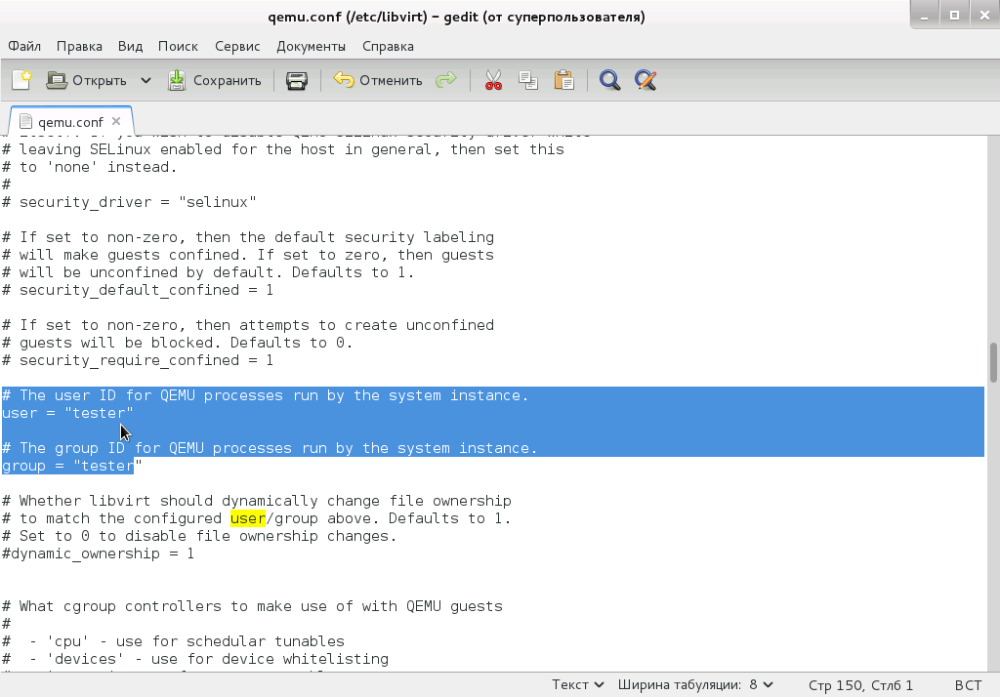 qemu.conf (/etc/libvirt) – gedit (от суперпользователя)
Файл Правка Вид Поиск Сервис Документы Справка
Открыть Сохранить Отменить
qemu.conf
# leaving SELinux enabled for the host in general, then set this
# to 'none' instead.
#
# security_driver = "selinux"
# If set to non-zero, then the default security labeling
# will make guests confined. If set to zero, then guests
# will be unconfined by default. Defaults to 1.
# security_default_confined = 1
# If set to non-zero, then attempts to create unconfined
# guests will be blocked. Defaults to 0.
# security_require_confined = 1
# The user ID for QEMU processes run by the system instance.
user = "tester"
# The group ID for QEMU processes run by the system instance.
group = "tester"
# Whether libvirt should dynamically change file ownership
# to match the configured user/group above. Defaults to 1.
# Set to 0 to disable file ownership changes.
#dynamic_ownership = 1
# What cgroup controllers to make use of with QEMU guests
#
#  - 'cpu' - use for schedular tunables
#  - 'devices' - use for device whitelisting
Текст Ширина табуляции: 8 Стр 150, Стлб 1 ВСТ